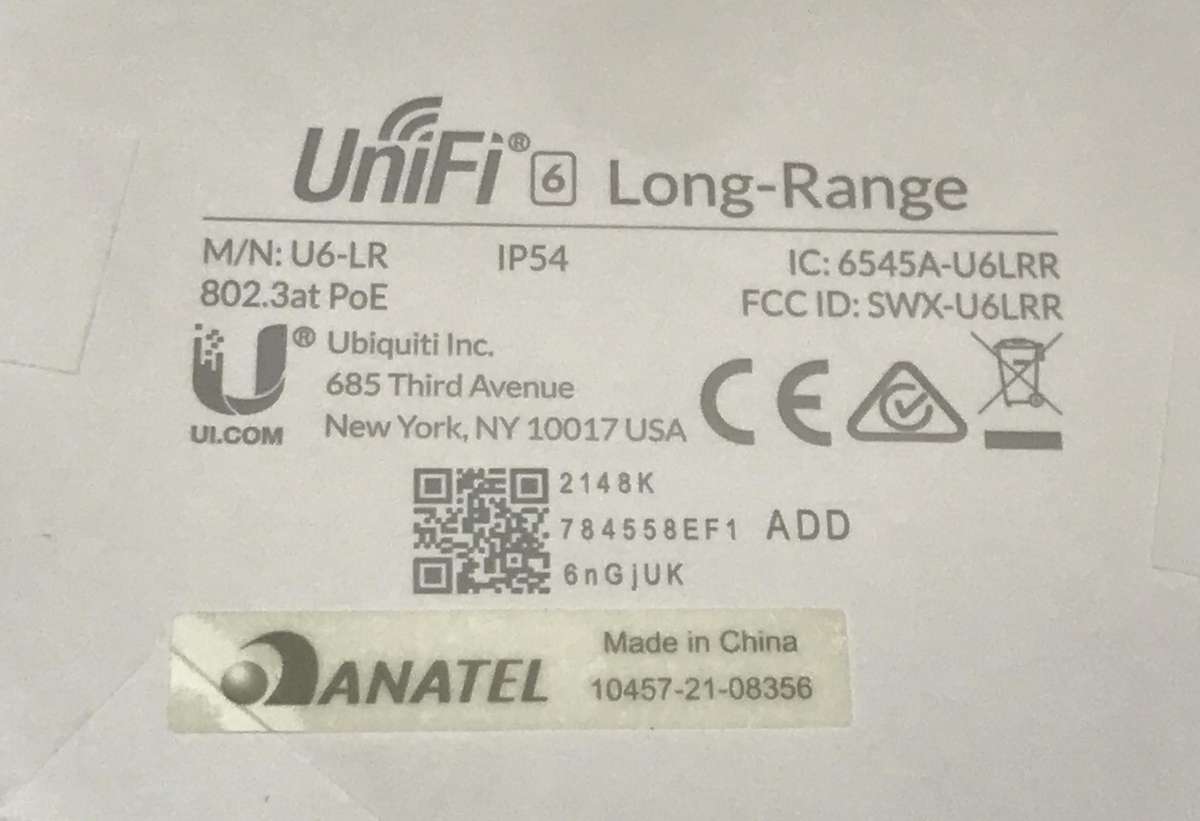 UniFi® 6 Long-Range
M/N: U6-LR IP54 IC: 6545A-U6LRR
802.3at PoE FCC ID: SWX-U6LRR
U® Ubiquiti Inc.
685 Third Avenue
UI.COM New York, NY 10017 USA CE
2148K
784558EF1 ADD
6nGjUK
ANATEL Made in China
10457-21-08356